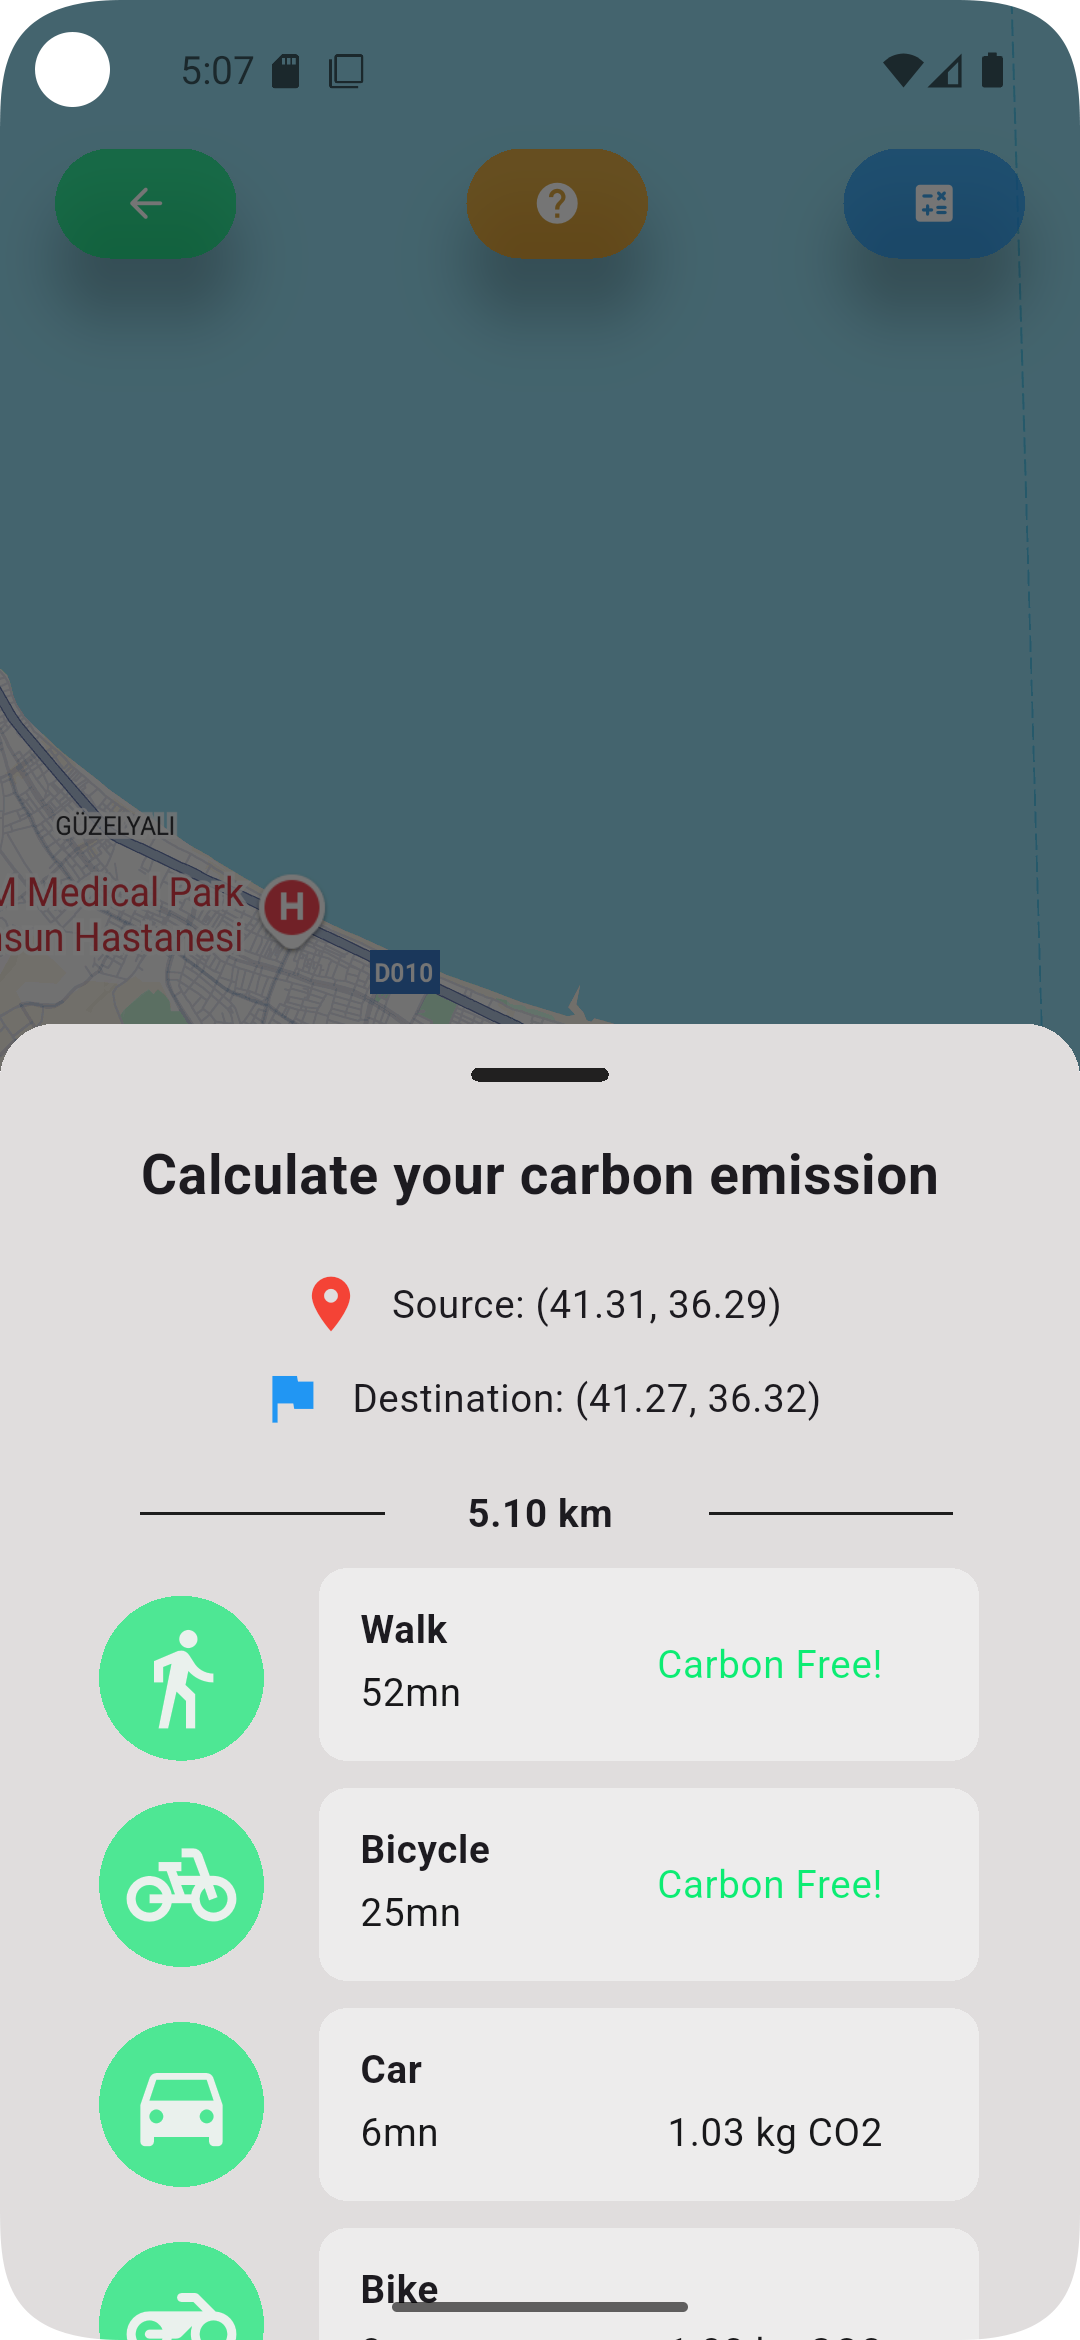 5:07
GÜZELYALI
M Medical Park
sun Hastanesi
H
D010
Calculate your carbon emission
Source: (41.31, 36.29)
Destination: (41.27, 36.32)
5.10 km
Walk
52mn
Carbon Free!
Bicycle
25mn
Carbon Free!
Car
6mn
1.03 kg CO2
Bike